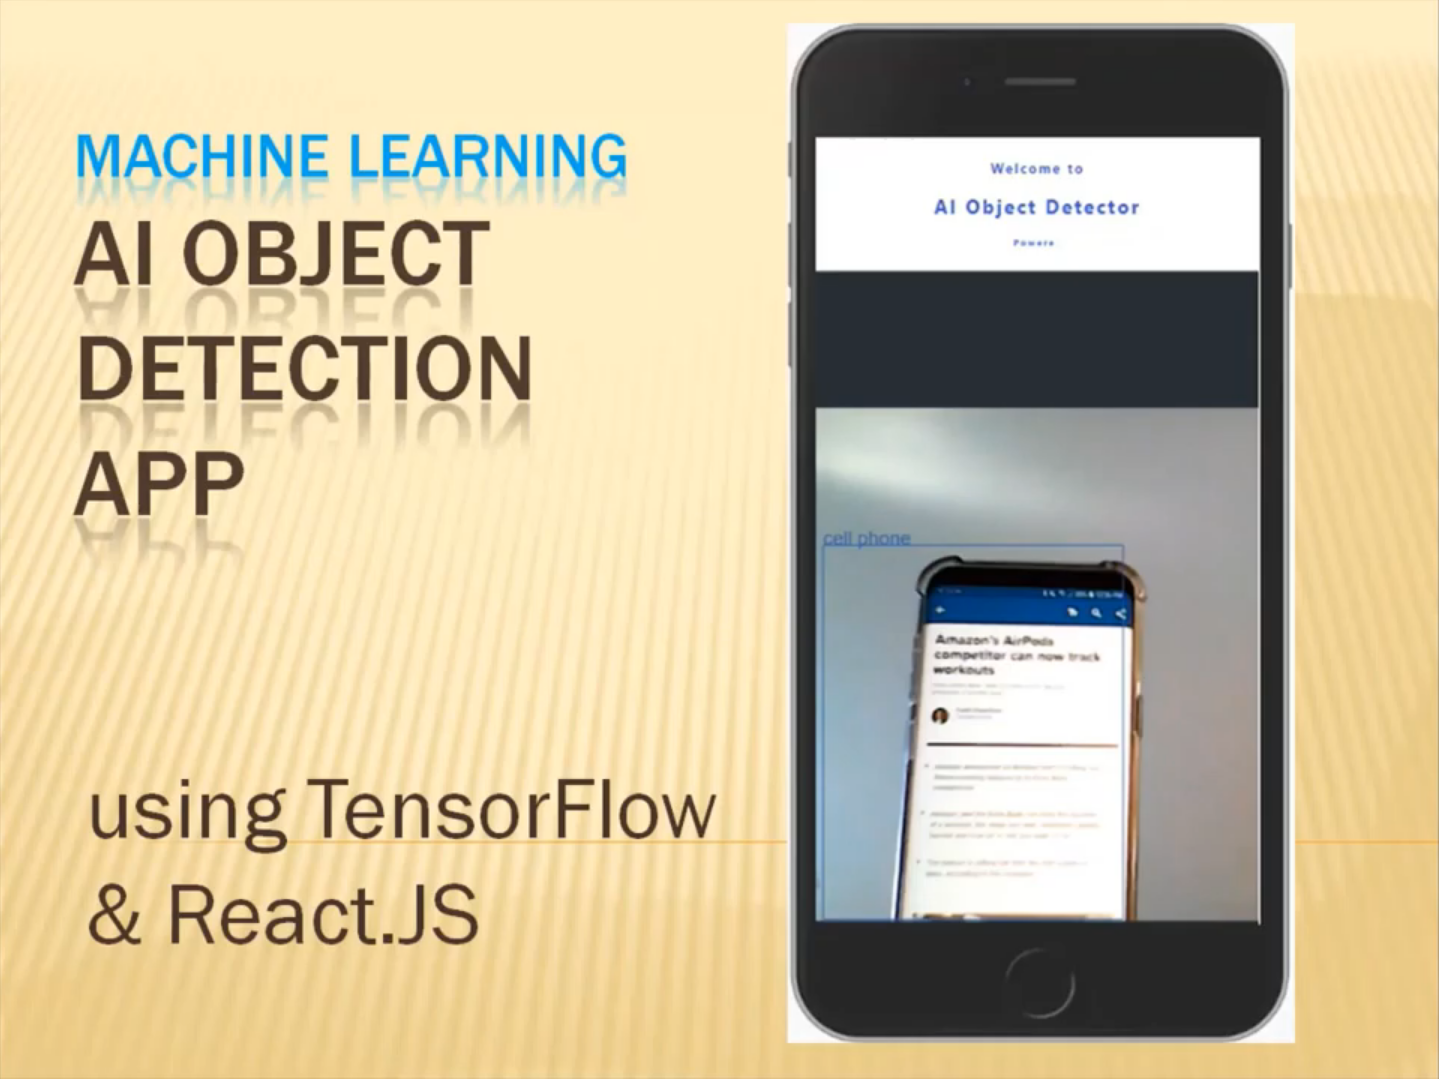 MACHINE LEARNING
AI OBJECT
DETECTION
APP
using TensorFlow
& React.JS
Welcome to
AI Object Detector
Powere
cell phone
Amazon's AirPods
competitor can now track
workouts